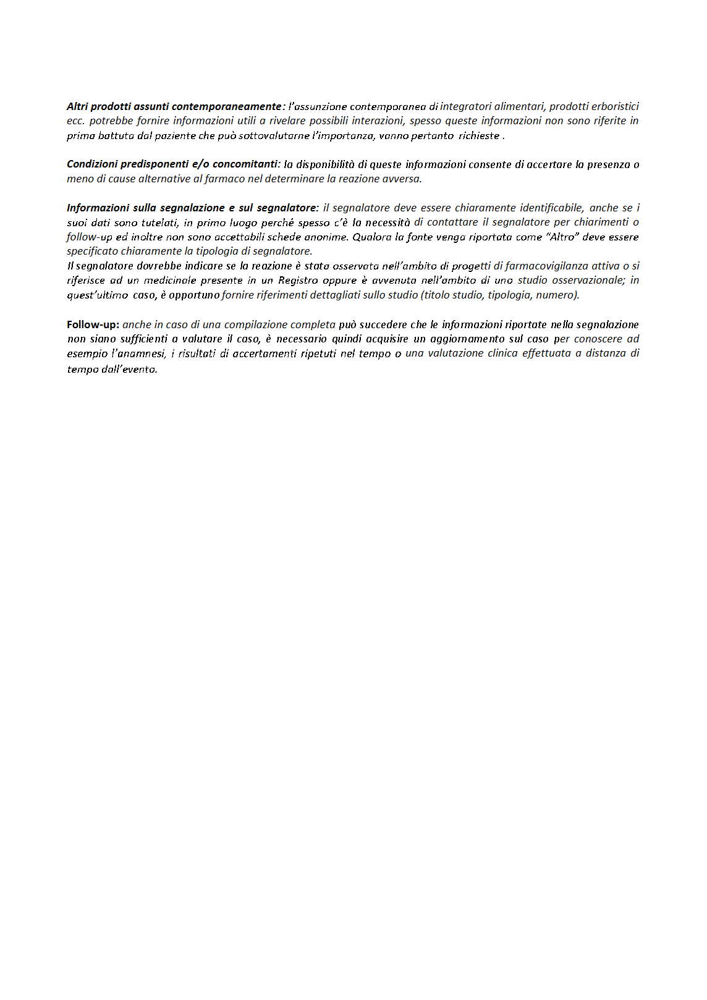 Altri prodotti assunti contemporaneamente: l’assunzione contemporanea di integratori alimentari, prodotti erboristici
ecc. potrebbe fornire informazioni utili a rivelare possibili interazioni, spesso queste informazioni non sono riferite in
prima battuta dal paziente che può sottovalutarne l’importanza, vanno pertanto richieste .
Condizioni predisponenti e/o concomitanti: la disponibilità di queste informazioni consente di accertare la presenza o
meno di cause alternative al farmaco nel determinare la reazione avversa.
Informazioni sulla segnalazione e sul segnalatore: il segnalatore deve essere chiaramente identificabile, anche se i
suoi dati sono tutelati, in primo luogo perché spesso c’è la necessità di contattare il segnalatore per chiarimenti o
follow-up ed inoltre non sono accettabili schede anonime. Qualora la fonte venga riportata come “Altro” deve essere
specificato chiaramente la tipologia di segnalatore.
Il segnalatore dovrebbe indicare se la reazione è stata osservata nell’ambito di progetti di farmacovigilanza attiva o si
riferisce ad un medicinale presente in un Registro oppure è avvenuta nell’ambito di uno studio osservazionale; in
quest’ultimo caso, è opportuno fornire riferimenti dettagliati sullo studio (titolo studio, tipologia, numero).
Follow-up: anche in caso di una compilazione completa può succedere che le informazioni riportate nella segnalazione
non siano sufficienti a valutare il caso, è necessario quindi acquisire un aggiornamento sul caso per conoscere ad
esempio l’anamnesi, i risultati di accertamenti ripetuti nel tempo o una valutazione clinica effettuata a distanza di
tempo dall’evento.